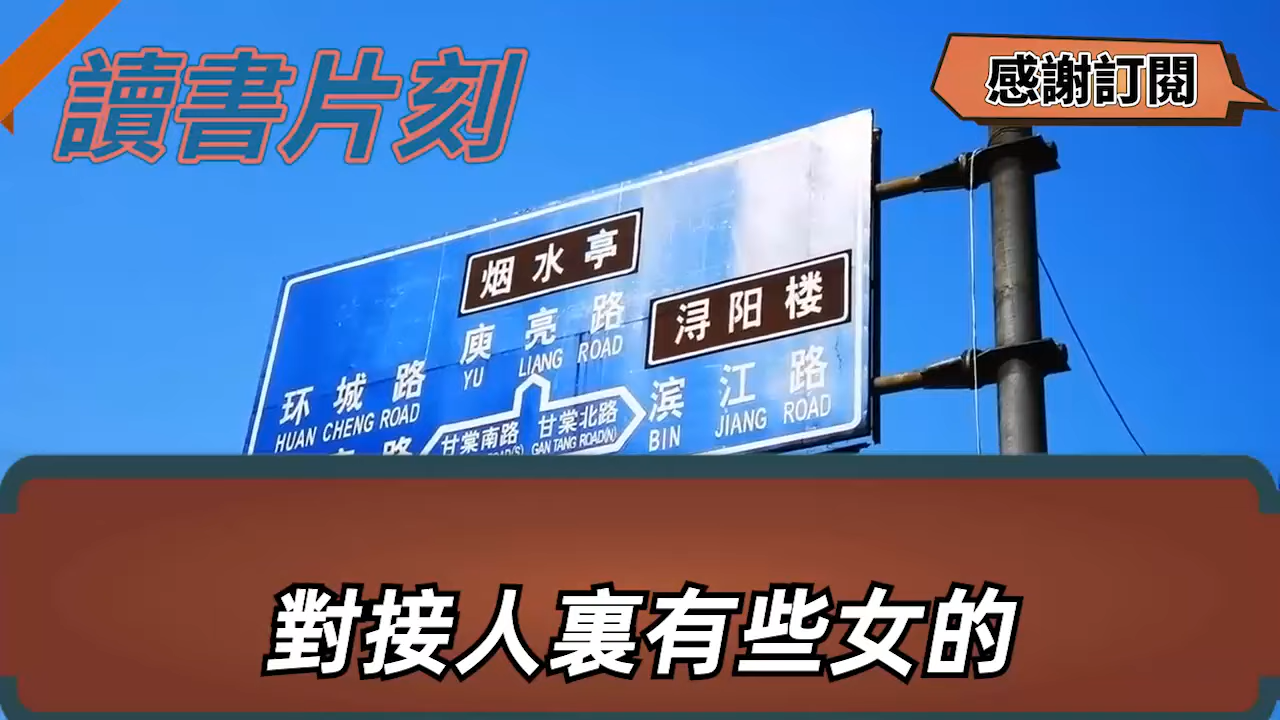 讀書片刻
感謝訂閱
烟水亭
庾亮路
YU LIANG ROAD
浔阳楼
环城路
HUAN CHENG ROAD
滨江路
BIN JIANG ROAD
甘棠南路
甘棠北路
GAN TANG ROAD(N)
對接人裏有些女的